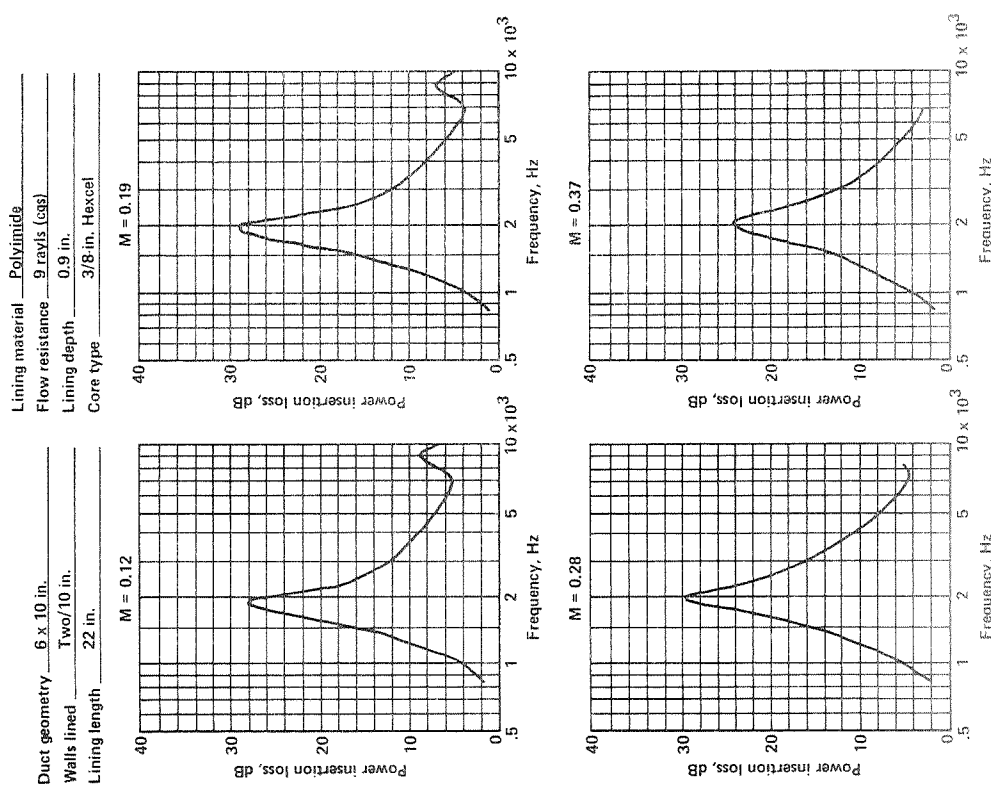 Duct geometry 6 x 10 in.
Walls lined Two/10 in.
Lining length 22 in.
Lining material Polyimide
Flow resistance 9 rayls (cgs)
Lining depth 0.9 in.
Core type 3/8-in. Hexcel
M = 0.12
40
30
20
10
0
Power insertion loss, dB
.5
1
2
5
10 x 10³
Frequency, Hz
M = 0.19
40
30
20
10
0
Power insertion loss, dB
.5
1
2
5
10 x 10³
Frequency, Hz
M = 0.28
40
30
20
10
0
Power insertion loss, dB
.5
1
2
5
10 x 10³
Frequency, Hz
M = 0.37
40
30
20
10
0
Power insertion loss, dB
.5
1
2
5
10 x 10³
Frequency, Hz